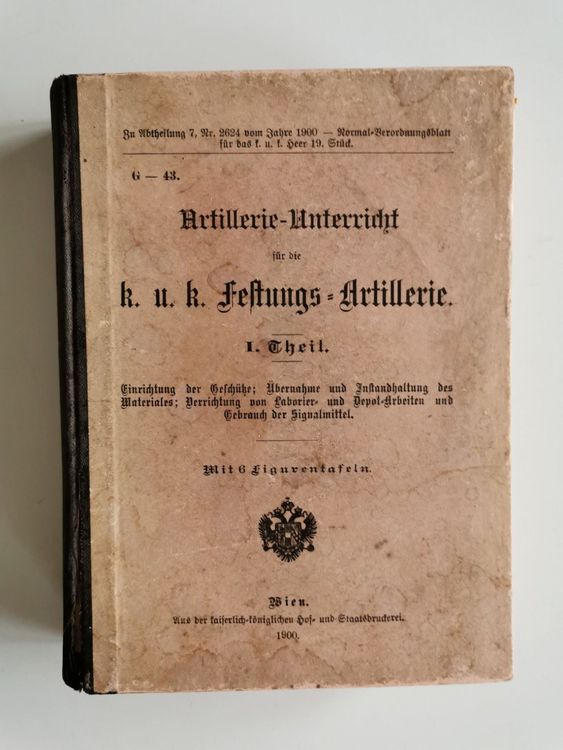 Zu Abtheilung 7, Nr. 2624 vom Jahre 1900 — Normal-Verordnungsblatt
für das k. u. k. Heer 19. Stück.
G — 43.
Artillerie-Unterricht
für die
k. u. k. Festungs-Artillerie.
I. Theil.
Einrichtung der Geschütze; Übernahme und Instandhaltung des
Materiales; Verrichtung von Laborier- und Depot-Arbeiten und
Gebrauch der Signalmittel.
Mit 6 Figurentafeln.
Wien.
Aus der kaiserlich-königlichen Hof- und Staatsdruckerei.
1900.